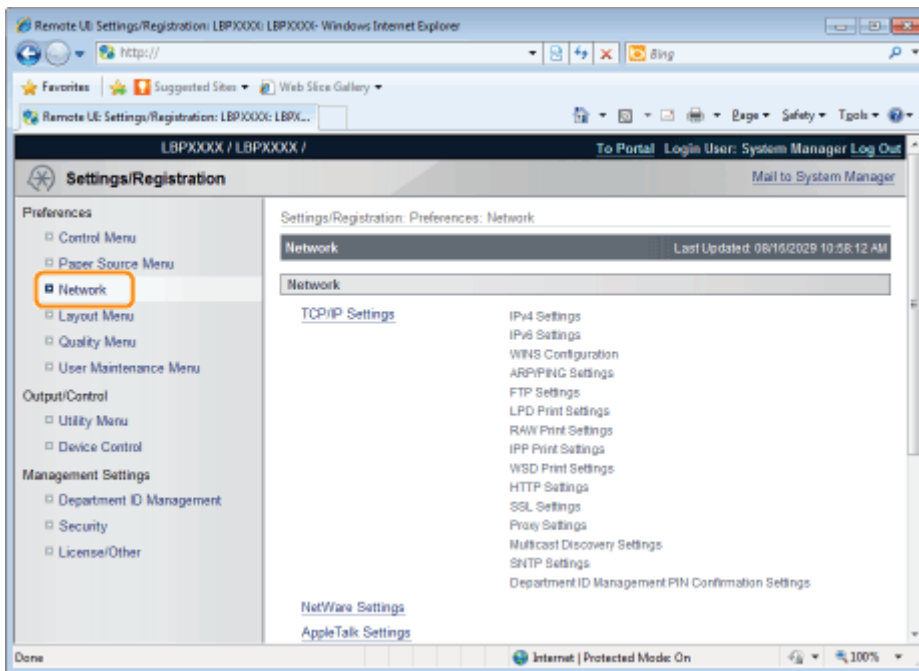 Remote UI: Settings/Registration: LBPXXXX: LBPXXXX- Windows Internet Explorer
http://
Bing
Favorites Suggested Sites Web Slice Gallery
Remote UI: Settings/Registration: LBPXXXX: LBPX...
Page Safety Tools
LBPXXXX / LBPXXXX /
To Portal Login User: System Manager Log Out
Settings/Registration
Mail to System Manager
Preferences
Control Menu
Paper Source Menu
Network
Layout Menu
Quality Menu
User Maintenance Menu
Output/Control
Utility Menu
Device Control
Management Settings
Department ID Management
Security
License/Other
Settings/Registration: Preferences: Network
Network Last Updated: 08/16/2029 10:58:12 AM
Network
TCP/IP Settings
IPv4 Settings
IPv6 Settings
WINS Configuration
ARP/PING Settings
FTP Settings
LPD Print Settings
RAW Print Settings
IPP Print Settings
WSD Print Settings
HTTP Settings
SSL Settings
Proxy Settings
Multicast Discovery Settings
SNTP Settings
Department ID Management PIN Confirmation Settings
NetWare Settings
AppleTalk Settings
Done
Internet | Protected Mode: On
100%